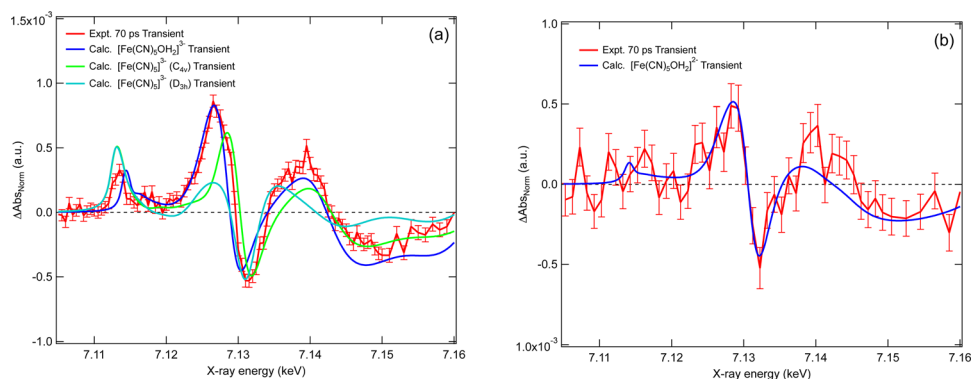 (a)
1.5x10⁻³
1.0
0.5
0.0
-0.5
-1.0
ΔAbsNorm (a.u.)
Expt. 70 ps Transient
Calc. [Fe(CN)₅OH₂]³⁻ Transient
Calc. [Fe(CN)₅]³⁻ (C₄ᵥ) Transient
Calc. [Fe(CN)₅]³⁻ (D₃ₕ) Transient
7.11 7.12 7.13 7.14 7.15 7.16
X-ray energy (keV)
(b)
1.0
0.5
0.0
-0.5
1.0x10⁻³
ΔAbsNorm (a.u.)
Expt. 70 ps Transient
Calc. [Fe(CN)₅OH₂]²⁻ Transient
7.11 7.12 7.13 7.14 7.15 7.16
X-ray energy (keV)